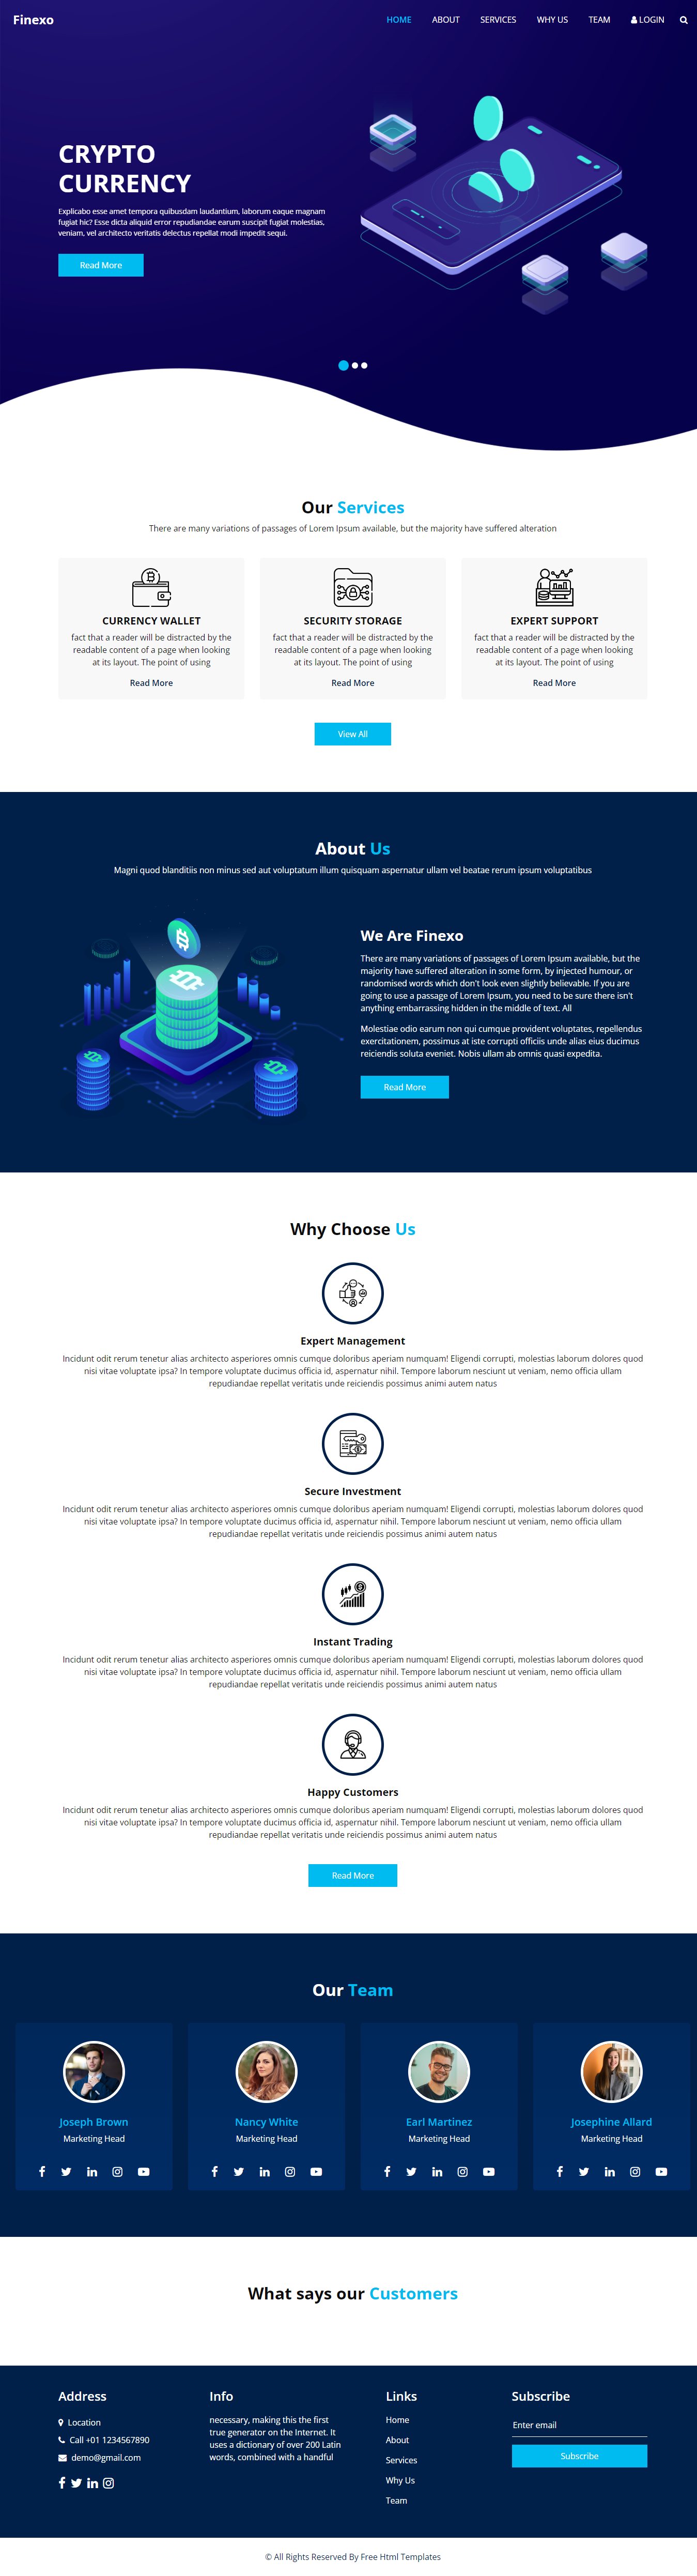 Finexo
HOME ABOUT SERVICES WHY US TEAM LOGIN
CRYPTO
CURRENCY
Explicabo esse amet tempora quibusdam laudantium, laborum eaque magnam
fugiat hic? Esse dicta aliquid error repudiandae earum suscipit fugiat molestias,
veniam, vel architecto veritatis delectus repellat modi impedit sequi.
Read More
Our Services
There are many variations of passages of Lorem Ipsum available, but the majority have suffered alteration
CURRENCY WALLET
fact that a reader will be distracted by the
readable content of a page when looking
at its layout. The point of using
Read More
SECURITY STORAGE
fact that a reader will be distracted by the
readable content of a page when looking
at its layout. The point of using
Read More
EXPERT SUPPORT
fact that a reader will be distracted by the
readable content of a page when looking
at its layout. The point of using
Read More
View All
About Us
Magni quod blanditiis non minus sed aut voluptatum illum quisquam aspernatur ullam vel beatae rerum ipsum voluptatibus
We Are Finexo
There are many variations of passages of Lorem Ipsum available, but the
majority have suffered alteration in some form, by injected humour, or
randomised words which don't look even slightly believable. If you are
going to use a passage of Lorem Ipsum, you need to be sure there isn't
anything embarrassing hidden in the middle of text. All
Molestiae odio earum non qui cumque provident voluptates, repellendus
exercitationem, possimus at iste corrupti officiis unde alias eius ducimus
reiciendis soluta eveniet. Nobis ullam ab omnis quasi expedita.
Read More
Why Choose Us
Expert Management
Incidunt odit rerum tenetur alias architecto asperiores omnis cumque doloribus aperiam numquam! Eligendi corrupti, molestias laborum dolores quod
nisi vitae voluptate ipsa? In tempore voluptate ducimus officia id, aspernatur nihil. Tempore laborum nesciunt ut veniam, nemo officia ullam
repudiandae repellat veritatis unde reiciendis possimus animi autem natus
Secure Investment
Incidunt odit rerum tenetur alias architecto asperiores omnis cumque doloribus aperiam numquam! Eligendi corrupti, molestias laborum dolores quod
nisi vitae voluptate ipsa? In tempore voluptate ducimus officia id, aspernatur nihil. Tempore laborum nesciunt ut veniam, nemo officia ullam
repudiandae repellat veritatis unde reiciendis possimus animi autem natus
Instant Trading
Incidunt odit rerum tenetur alias architecto asperiores omnis cumque doloribus aperiam numquam! Eligendi corrupti, molestias laborum dolores quod
nisi vitae voluptate ipsa? In tempore voluptate ducimus officia id, aspernatur nihil. Tempore laborum nesciunt ut veniam, nemo officia ullam
repudiandae repellat veritatis unde reiciendis possimus animi autem natus
Happy Customers
Incidunt odit rerum tenetur alias architecto asperiores omnis cumque doloribus aperiam numquam! Eligendi corrupti, molestias laborum dolores quod
nisi vitae voluptate ipsa? In tempore voluptate ducimus officia id, aspernatur nihil. Tempore laborum nesciunt ut veniam, nemo officia ullam
repudiandae repellat veritatis unde reiciendis possimus animi autem natus
Read More
Our Team
Joseph Brown
Marketing Head
Nancy White
Marketing Head
Earl Martinez
Marketing Head
Josephine Allard
Marketing Head
What says our Customers
Address
Location
Call +01 1234567890
demo@gmail.com
Info
necessary, making this the first
true generator on the Internet. It
uses a dictionary of over 200 Latin
words, combined with a handful
Links
Home
About
Services
Why Us
Team
Subscribe
Enter email
Subscribe
© All Rights Reserved By Free Html Templates